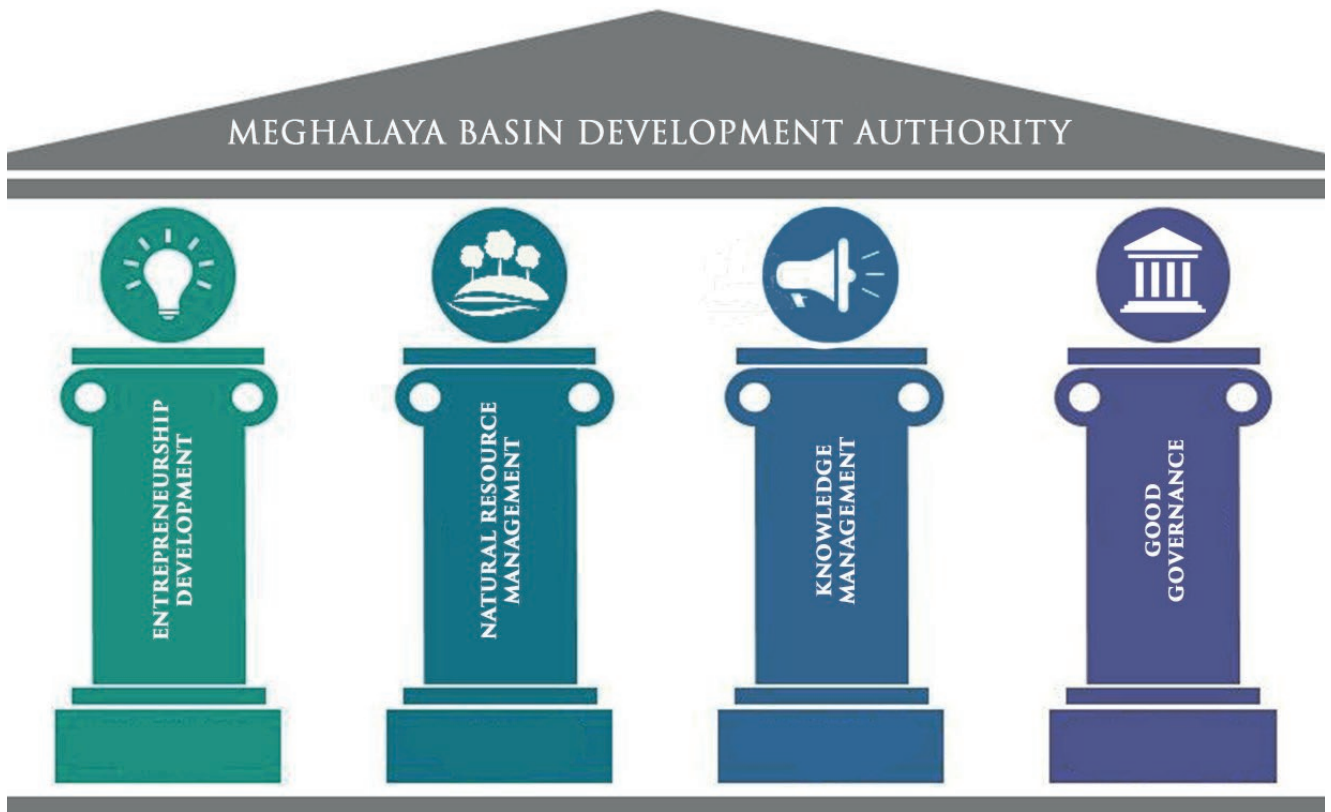 MEGHALAYA BASIN DEVELOPMENT AUTHORITY
ENTREPRENEURSHIP
DEVELOPMENT
NATURAL RESOURCE
MANAGEMENT
KNOWLEDGE
MANAGEMENT
GOOD
GOVERNANCE